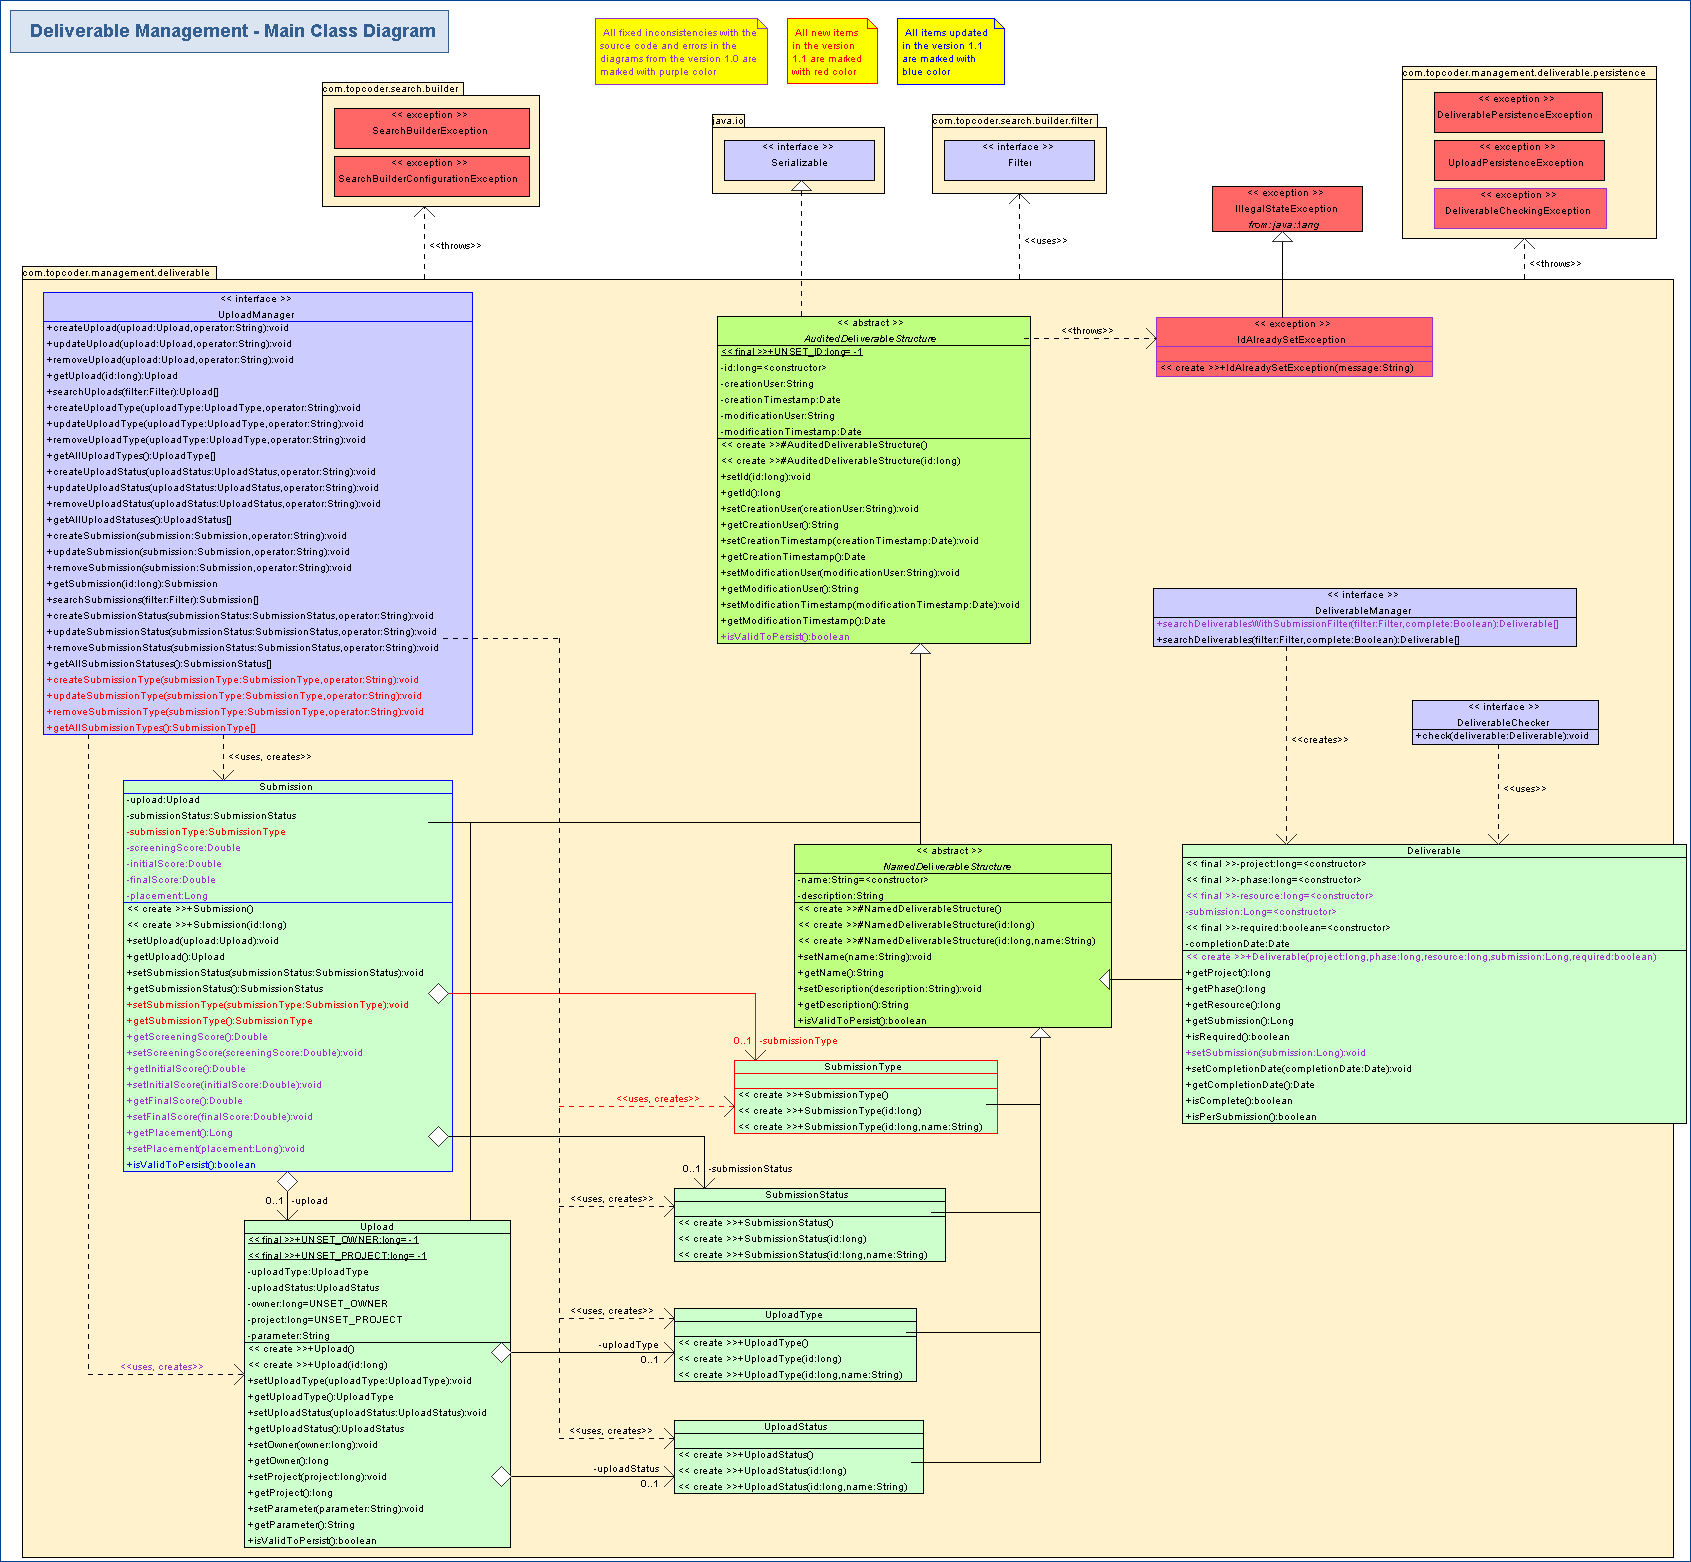 Deliverable Management - Main Class Diagram
All fixed inconsistencies with the
source code and errors in the
diagrams from the version 1.0 are
marked with purple color
All new items
in the version
1.1 are marked
with red color
All items updated
in the version 1.1
are marked with
blue color
com.topcoder.search.builder
<< exception >>
SearchBuilderException
<< exception >>
SearchBuilderConfigurationException
<<throws>>
java.io
<< interface >>
Serializable
com.topcoder.search.builder.filter
<< interface >>
Filter
<<uses>>
<< exception >>
IllegalStateException
from:java::lang
com.topcoder.management.deliverable.persistence
<< exception >>
DeliverablePersistenceException
<< exception >>
UploadPersistenceException
<< exception >>
DeliverableCheckingException
<<throws>>
com.topcoder.management.deliverable
<< interface >>
UploadManager
+createUpload(upload:Upload,operator:String):void
+updateUpload(upload:Upload,operator:String):void
+removeUpload(upload:Upload,operator:String):void
+getUpload(id:long):Upload
+searchUploads(filter:Filter):Upload[]
+createUploadType(uploadType:UploadType,operator:String):void
+updateUploadType(uploadType:UploadType,operator:String):void
+removeUploadType(uploadType:UploadType,operator:String):void
+getAllUploadTypes():UploadType[]
+createUploadStatus(uploadStatus:UploadStatus,operator:String):void
+updateUploadStatus(uploadStatus:UploadStatus,operator:String):void
+removeUploadStatus(uploadStatus:UploadStatus,operator:String):void
+getAllUploadStatuses():UploadStatus[]
+createSubmission(submission:Submission,operator:String):void
+updateSubmission(submission:Submission,operator:String):void
+removeSubmission(submission:Submission,operator:String):void
+getSubmission(id:long):Submission
+searchSubmissions(filter:Filter):Submission[]
+createSubmissionStatus(submissionStatus:SubmissionStatus,operator:String):void
+updateSubmissionStatus(submissionStatus:SubmissionStatus,operator:String):void
+removeSubmissionStatus(submissionStatus:SubmissionStatus,operator:String):void
+getAllSubmissionStatuses():SubmissionStatus[]
+createSubmissionType(submissionType:SubmissionType,operator:String):void
+updateSubmissionType(submissionType:SubmissionType,operator:String):void
+removeSubmissionType(submissionType:SubmissionType,operator:String):void
+getAllSubmissionTypes():SubmissionType[]
<< abstract >>
AuditedDeliverableStructure
<< final >>+UNSET_ID:long= -1
-id:long=<constructor>
-creationUser:String
-creationTimestamp:Date
-modificationUser:String
-modificationTimestamp:Date
<< create >>#AuditedDeliverableStructure()
<< create >>#AuditedDeliverableStructure(id:long)
+setId(id:long):void
+getId():long
+setCreationUser(creationUser:String):void
+getCreationUser():String
+setCreationTimestamp(creationTimestamp:Date):void
+getCreationTimestamp():Date
+setModificationUser(modificationUser:String):void
+getModificationUser():String
+setModificationTimestamp(modificationTimestamp:Date):void
+getModificationTimestamp():Date
+isValidToPersist():boolean
<<throws>>
<< exception >>
IdAlreadySetException
<< create >>+IdAlreadySetException(message:String)
<< interface >>
DeliverableManager
+searchDeliverablesWithSubmissionFilter(filter:Filter,complete:Boolean):Deliverable[]
+searchDeliverables(filter:Filter,complete:Boolean):Deliverable[]
<< interface >>
DeliverableChecker
+check(deliverable:Deliverable):void
<<creates>>
<<uses>>
<<uses, creates>>
Submission
-upload:Upload
-submissionStatus:SubmissionStatus
-submissionType:SubmissionType
-screeningScore:Double
-initialScore:Double
-finalScore:Double
-placement:Long
<< create >>+Submission()
<< create >>+Submission(id:long)
+setUpload(upload:Upload):void
+getUpload():Upload
+setSubmissionStatus(submissionStatus:SubmissionStatus):void
+getSubmissionStatus():SubmissionStatus
+setSubmissionType(submissionType:SubmissionType):void
+getSubmissionType():SubmissionType
+getScreeningScore():Double
+setScreeningScore(screeningScore:Double):void
+getInitialScore():Double
+setInitialScore(initialScore:Double):void
+getFinalScore():Double
+setFinalScore(finalScore:Double):void
+getPlacement():Long
+setPlacement(placement:Long):void
+isValidToPersist():boolean
<< abstract >>
NamedDeliverableStructure
-name:String=<constructor>
-description:String
<< create >>#NamedDeliverableStructure()
<< create >>#NamedDeliverableStructure(id:long)
<< create >>#NamedDeliverableStructure(id:long,name:String)
+setName(name:String):void
+getName():String
+setDescription(description:String):void
+getDescription():String
+isValidToPersist():boolean
Deliverable
<< final >>-project:long=<constructor>
<< final >>-phase:long=<constructor>
<< final >>-resource:long=<constructor>
-submission:Long=<constructor>
<< final >>-required:boolean=<constructor>
-completionDate:Date
<< create >>+Deliverable(project:long,phase:long,resource:long,submission:Long,required:boolean)
+getProject():long
+getPhase():long
+getResource():long
+getSubmission():Long
+isRequired():boolean
+setSubmission(submission:Long):void
+setCompletionDate(completionDate:Date):void
+getCompletionDate():Date
+isComplete():boolean
+isPerSubmission():boolean
0..1 -submissionType
<<uses, creates>>
SubmissionType
<< create >>+SubmissionType()
<< create >>+SubmissionType(id:long)
<< create >>+SubmissionType(id:long,name:String)
0..1 -submissionStatus
<<uses, creates>>
SubmissionStatus
<< create >>+SubmissionStatus()
<< create >>+SubmissionStatus(id:long)
<< create >>+SubmissionStatus(id:long,name:String)
0..1 -upload
Upload
<< final >>+UNSET_OWNER:long= -1
<< final >>+UNSET_PROJECT:long= -1
-uploadType:UploadType
-uploadStatus:UploadStatus
-owner:long=UNSET_OWNER
-project:long=UNSET_PROJECT
-parameter:String
<< create >>+Upload()
<< create >>+Upload(id:long)
+setUploadType(uploadType:UploadType):void
+getUploadType():UploadType
+setUploadStatus(uploadStatus:UploadStatus):void
+getUploadStatus():UploadStatus
+setOwner(owner:long):void
+getOwner():long
+setProject(project:long):void
+getProject():long
+setParameter(parameter:String):void
+getParameter():String
+isValidToPersist():boolean
<<uses, creates>>
<<uses, creates>>
-uploadType
0..1
UploadType
<< create >>+UploadType()
<< create >>+UploadType(id:long)
<< create >>+UploadType(id:long,name:String)
<<uses, creates>>
-uploadStatus
0..1
UploadStatus
<< create >>+UploadStatus()
<< create >>+UploadStatus(id:long)
<< create >>+UploadStatus(id:long,name:String)